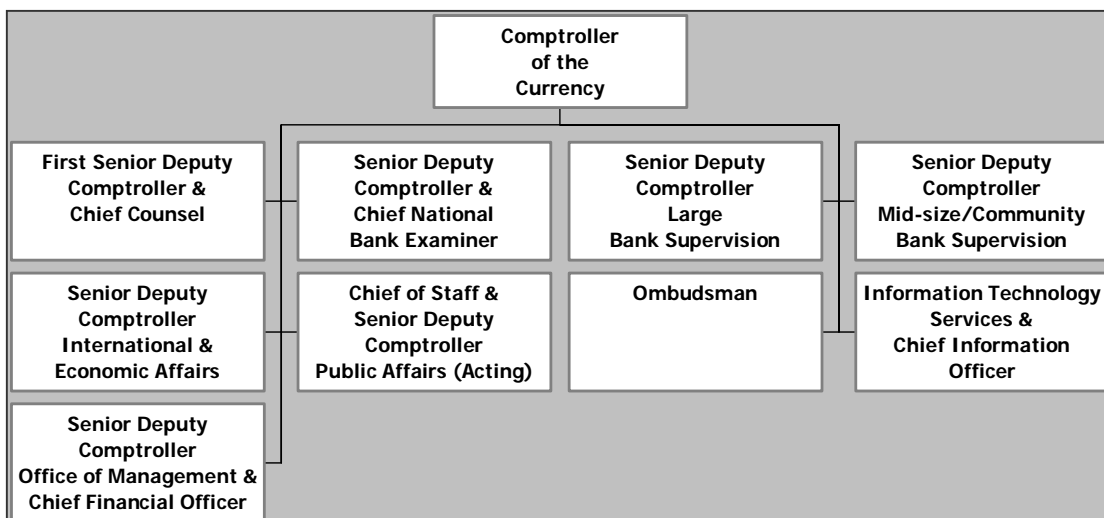 Comptroller
of the
Currency
First Senior Deputy
Comptroller &
Chief Counsel
Senior Deputy
Comptroller &
Chief National
Bank Examiner
Senior Deputy
Comptroller
Large
Bank Supervision
Senior Deputy
Comptroller
Mid-size/Community
Bank Supervision
Senior Deputy
Comptroller
International &
Economic Affairs
Chief of Staff &
Senior Deputy
Comptroller
Public Affairs (Acting)
Ombudsman
Information Technology
Services &
Chief Information
Officer
Senior Deputy
Comptroller
Office of Management &
Chief Financial Officer